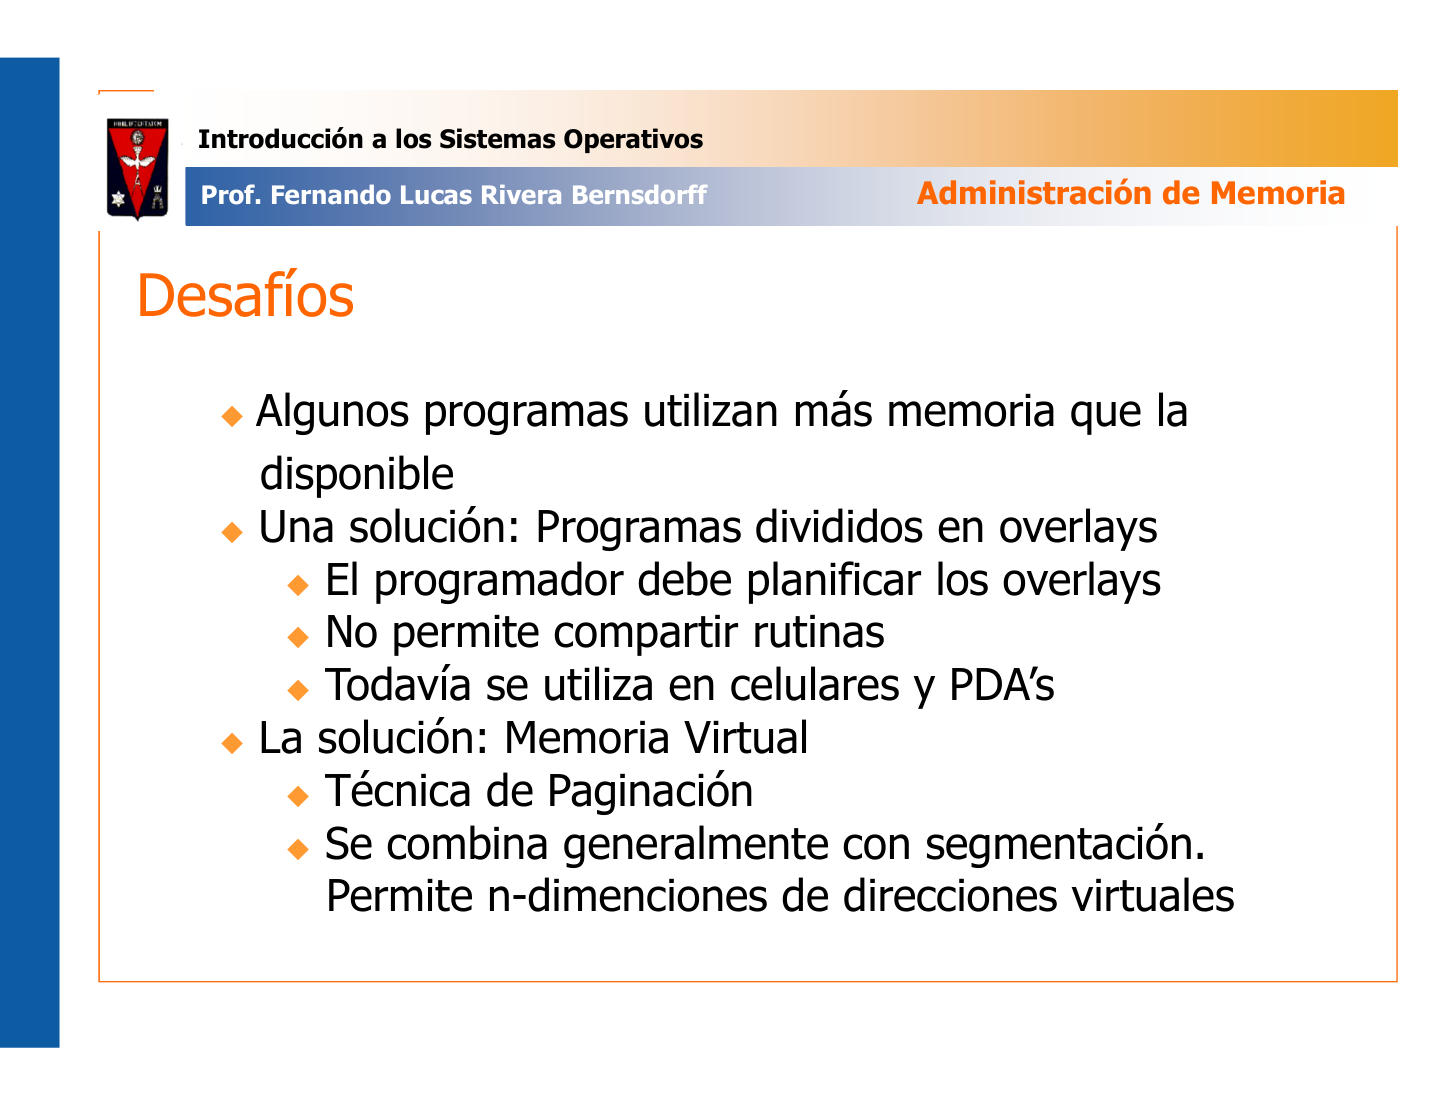 Introducción a los Sistemas Operativos
Prof. Fernando Lucas Rivera Bernsdorff
Administración de Memoria
Desafíos
Algunos programas utilizan más memoria que la
disponible
Una solución: Programas divididos en overlays
El programador debe planificar los overlays
No permite compartir rutinas
Todavía se utiliza en celulares y PDA’s
La solución: Memoria Virtual
Técnica de Paginación
Se combina generalmente con segmentación.
Permite n-dimenciones de direcciones virtuales